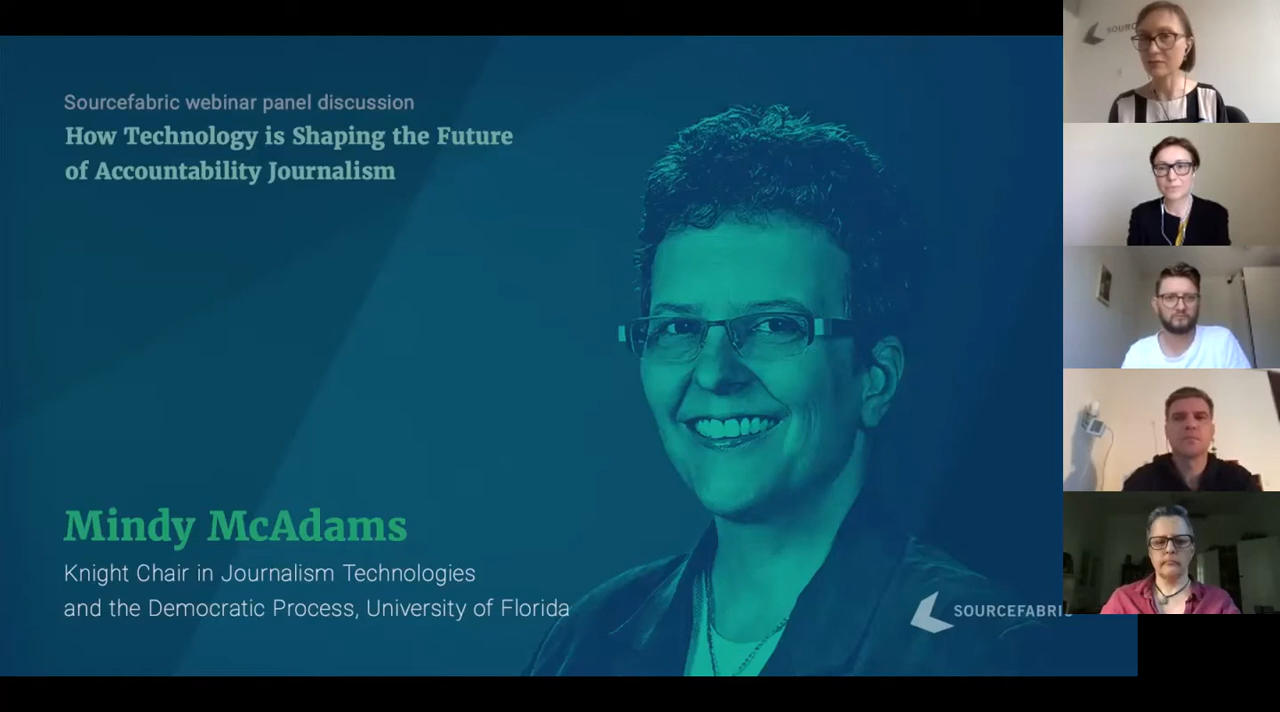 Sourcefabric webinar panel discussion
How Technology is Shaping the Future
of Accountability Journalism
Mindy McAdams
Knight Chair in Journalism Technologies
and the Democratic Process, University of Florida
SOURCEFABRIC
SOURC